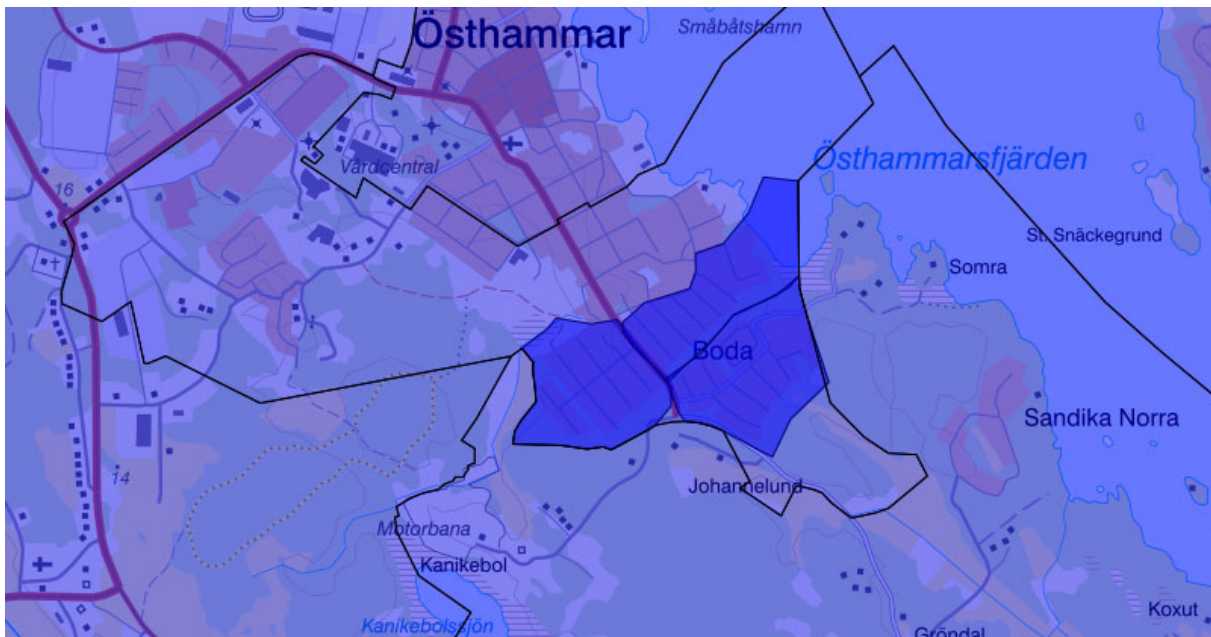 Östhammar
Småbåtshamn
Östhammarsfjärden
Vårdcentral
16
St. Snäckegrund
Somra
Boda
Sandika Norra
14
Johannelund
Motorbana
Kanikebol
Koxut
Kanikebolssjön
Gröndal